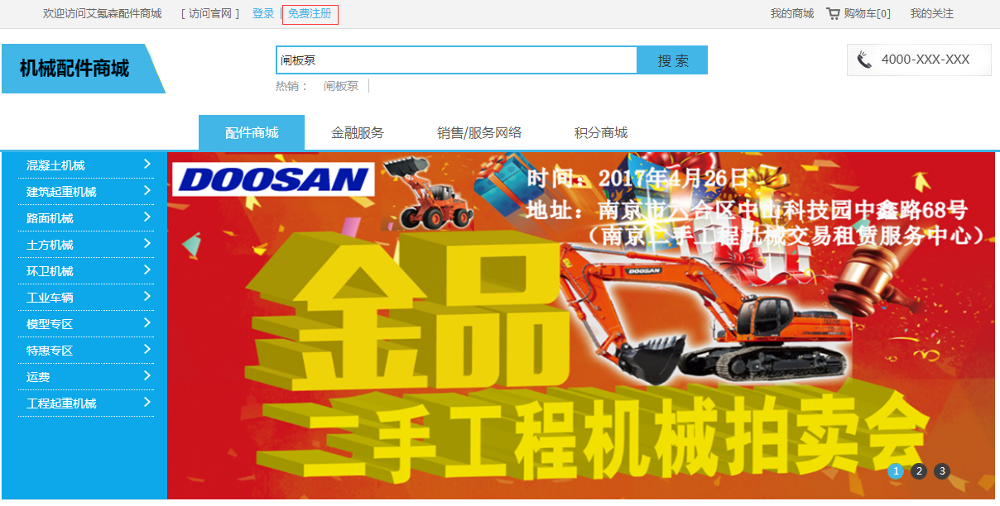 欢迎访问艾氪森配件商城 [ 访问官网 ] 登录 | 免费注册 我的商城 购物车[0] 我的关注
机械配件商城
闸板泵 搜 索
热销： 闸板泵
4000-XXX-XXX
配件商城 金融服务 销售/服务网络 积分商城
混凝土机械
建筑起重机械
路面机械
土方机械
环卫机械
工业车辆
模型专区
特惠专区
运费
工程起重机械
DOOSAN
时间：2017年4月26日
地址：南京市六合区中山科技园中鑫路68号
（南京二手工程机械交易租赁服务中心）
DOOSAN
金品
二手工程机械拍卖会
1 2 3